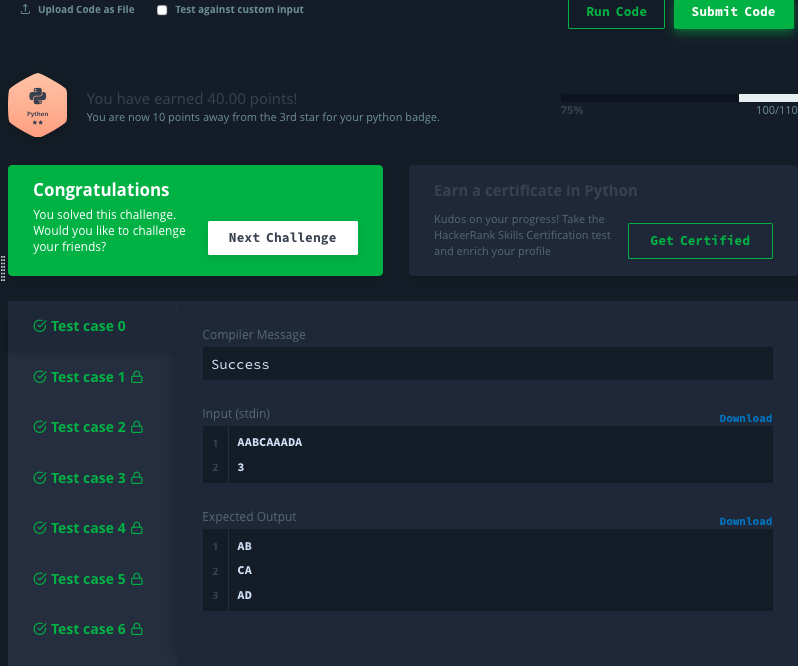 Upload Code as File
Test against custom input
Run Code
Submit Code
Python
★★
You have earned 40.00 points!
You are now 10 points away from the 3rd star for your python badge.
75%
100/110
Congratulations
You solved this challenge.
Would you like to challenge
your friends?
Next Challenge
Earn a certificate in Python
Kudos on your progress! Take the
HackerRank Skills Certification test
and enrich your profile
Get Certified
Test case 0
Test case 1
Test case 2
Test case 3
Test case 4
Test case 5
Test case 6
Compiler Message
Success
Input (stdin)
Download
1 AABCAAADA
2 3
Expected Output
Download
1 AB
2 CA
3 AD